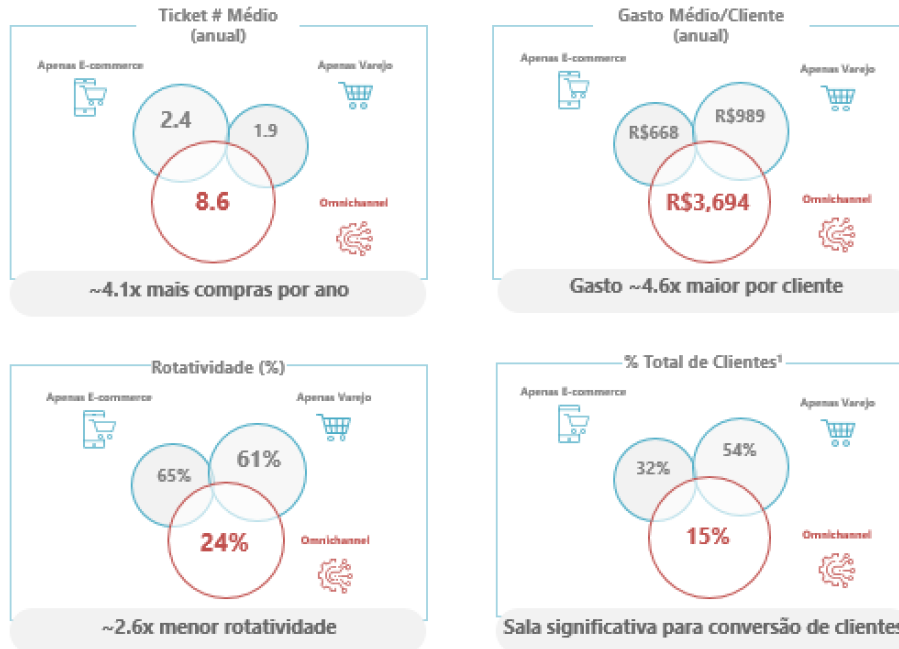 Ticket # Médio
(anual)
Apenas E-commerce
Apenas Varejo
2.4
1.9
8.6
Omnichannel
~4.1x mais compras por ano
Gasto Médio/Cliente
(anual)
Apenas E-commerce
Apenas Varejo
R$668
R$989
R$3,694
Omnichannel
Gasto ~4.6x maior por cliente
Rotatividade (%)
Apenas E-commerce
Apenas Varejo
65%
61%
24%
Omnichannel
~2.6x menor rotatividade
% Total de Clientes¹
Apenas E-commerce
Apenas Varejo
32%
54%
15%
Omnichannel
Sala significativa para conversão de clientes